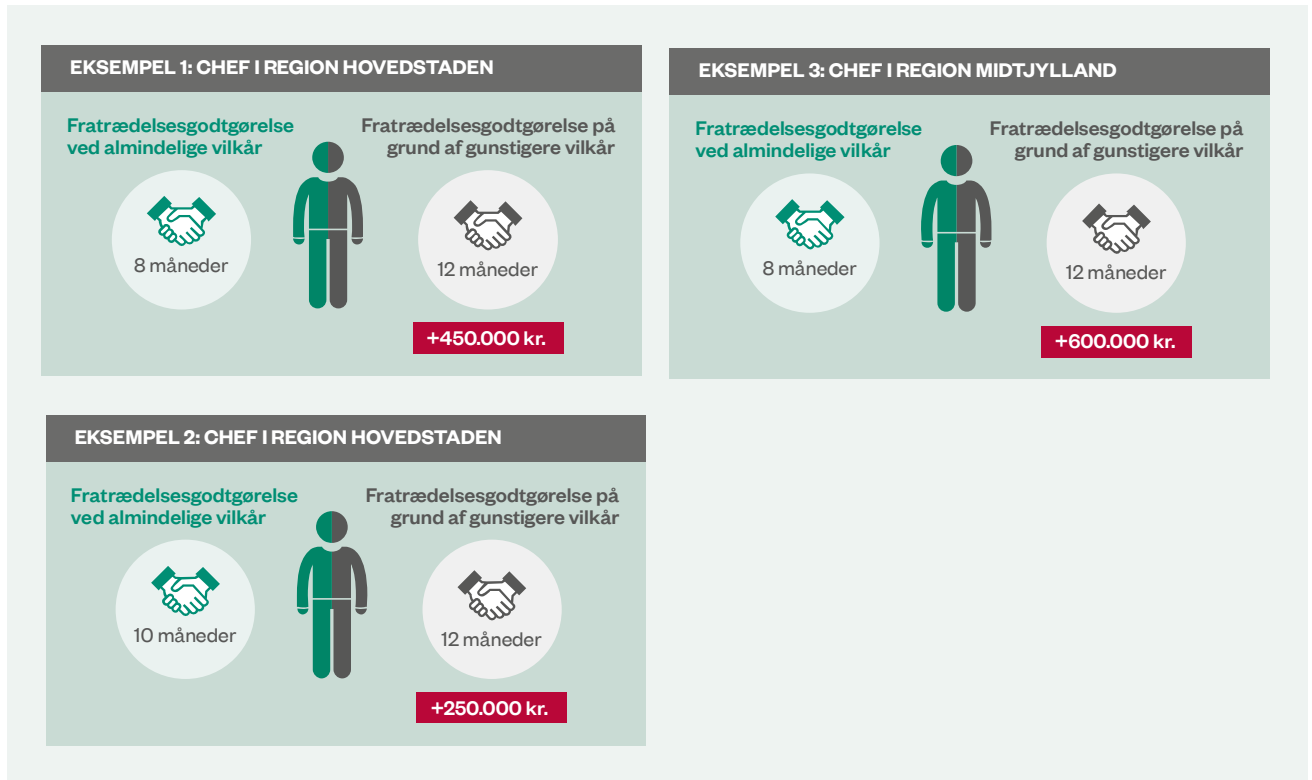 EKSEMPEL 1: CHEF I REGION HOVEDSTADEN
Fratrædelsesgodtgørelse
ved almindelige vilkår
8 måneder
Fratrædelsesgodtgørelse på
grund af gunstigere vilkår
12 måneder
+450.000 kr.
EKSEMPEL 2: CHEF I REGION HOVEDSTADEN
Fratrædelsesgodtgørelse
ved almindelige vilkår
10 måneder
Fratrædelsesgodtgørelse på
grund af gunstigere vilkår
12 måneder
+250.000 kr.
EKSEMPEL 3: CHEF I REGION MIDTJYLLAND
Fratrædelsesgodtgørelse
ved almindelige vilkår
8 måneder
Fratrædelsesgodtgørelse på
grund af gunstigere vilkår
12 måneder
+600.000 kr.